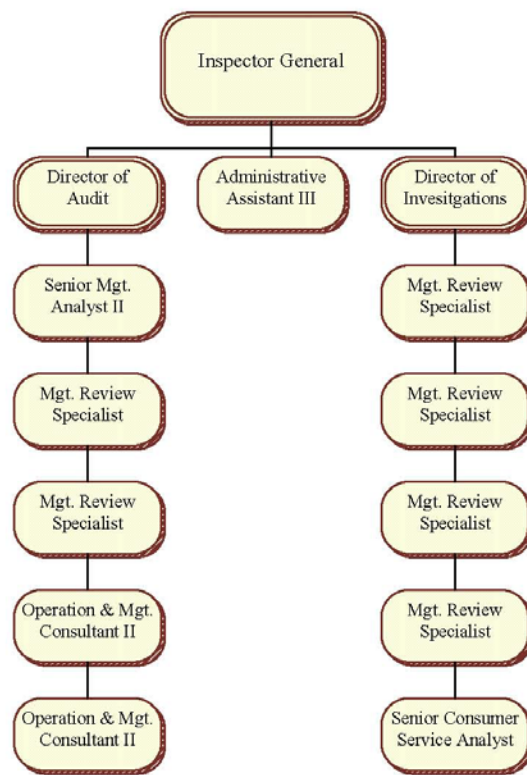 Inspector General
Director of
Audit
Administrative
Assistant III
Director of
Invesitgations
Senior Mgt.
Analyst II
Mgt. Review
Specialist
Mgt. Review
Specialist
Mgt. Review
Specialist
Mgt. Review
Specialist
Mgt. Review
Specialist
Operation & Mgt.
Consultant II
Mgt. Review
Specialist
Operation & Mgt.
Consultant II
Senior Consumer
Service Analyst